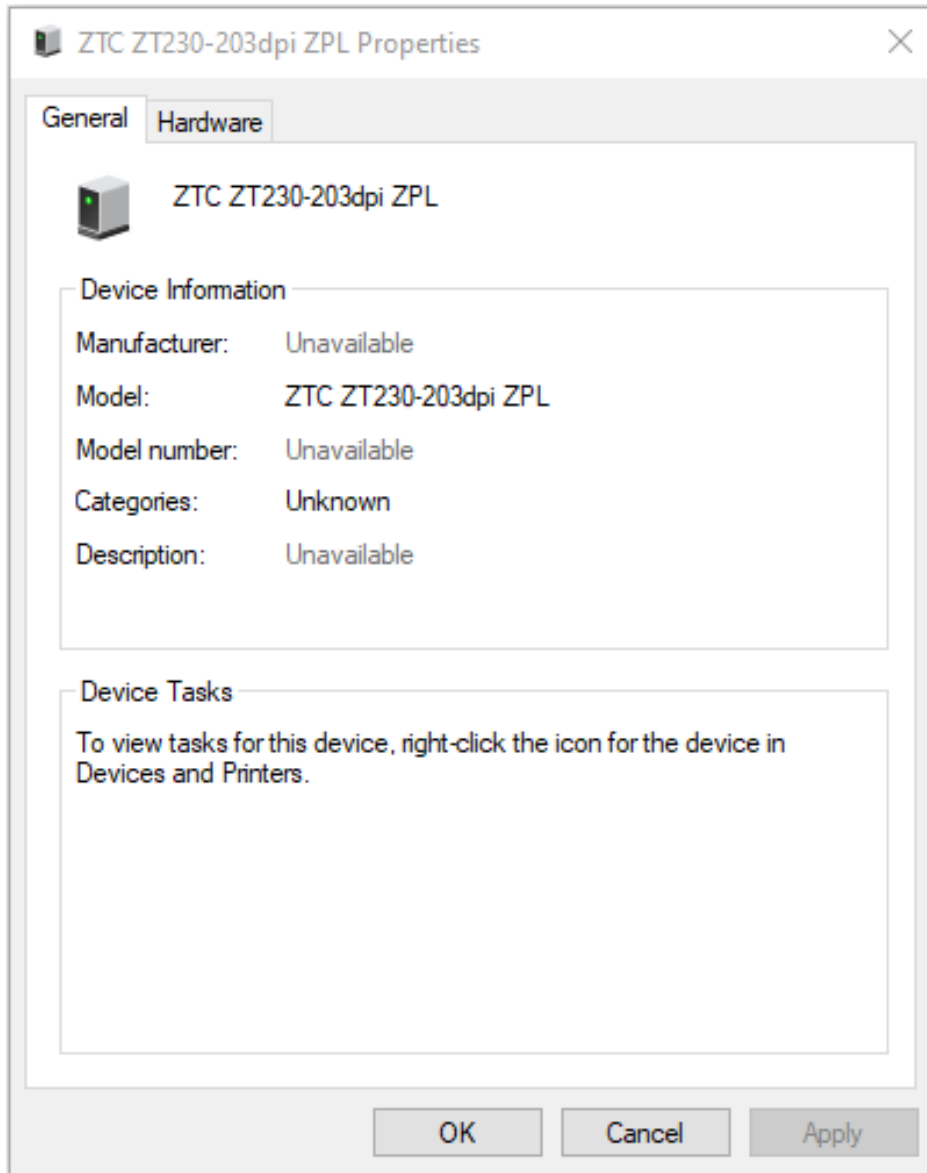 ZTC ZT230-203dpi ZPL Properties
General
Hardware
ZTC ZT230-203dpi ZPL
Device Information
Manufacturer: Unavailable
Model: ZTC ZT230-203dpi ZPL
Model number: Unavailable
Categories: Unknown
Description: Unavailable
Device Tasks
To view tasks for this device, right-click the icon for the device in
Devices and Printers.
OK
Cancel
Apply